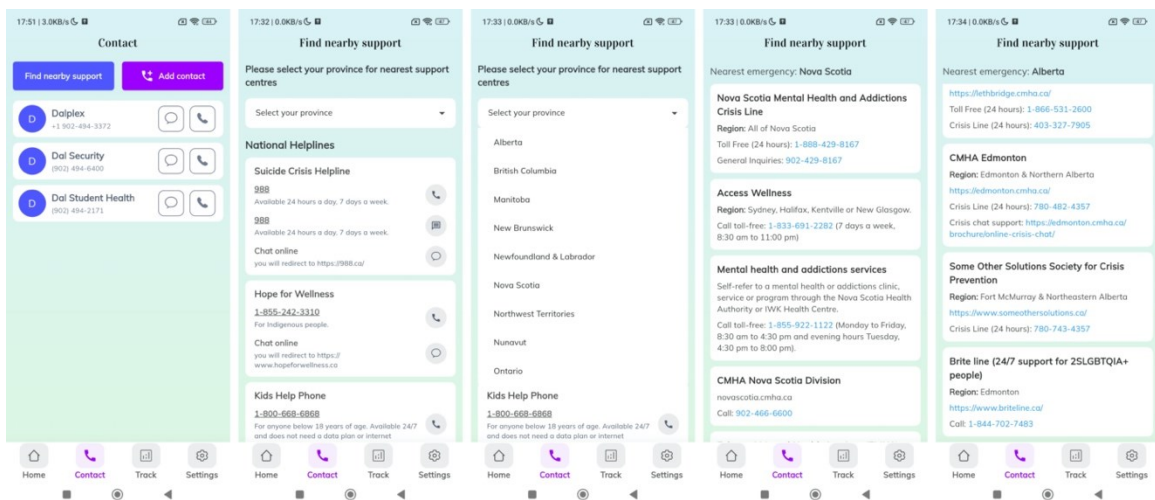 17:51 | 3.0KB/s
Contact
Find nearby support
Add contact
D
Dalplex
+1 902-494-3372
D
Dal Security
(902) 494-6400
D
Dal Student Health
(902) 494-2171
Home
Contact
Track
Settings
17:32 | 0.0KB/s
Find nearby support
Please select your province for nearest support
centres
Select your province
National Helplines
Suicide Crisis Helpline
988
Available 24 hours a day, 7 days a week.
988
Available 24 hours a day, 7 days a week.
Chat online
you will redirect to https://988.ca/
Hope for Wellness
1-855-242-3310
For Indigenous people.
Chat online
you will redirect to https://
www.hopeforwellness.ca
Kids Help Phone
1-800-668-6868
For anyone below 18 years of age. Available 24/7
and does not need a data plan or internet
Home
Contact
Track
Settings
17:33 | 0.0KB/s
Find nearby support
Please select your province for nearest support
centres
Select your province
Alberta
British Columbia
Manitoba
New Brunswick
Newfoundland & Labrador
Nova Scotia
Northwest Territories
Nunavut
Ontario
Kids Help Phone
1-800-668-6868
For anyone below 18 years of age. Available 24/7
and does not need a data plan or internet
Home
Contact
Track
Settings
17:33 | 0.0KB/s
Find nearby support
Nearest emergency: Nova Scotia
Nova Scotia Mental Health and Addictions
Crisis Line
Region: All of Nova Scotia
Toll Free (24 hours): 1-888-429-8167
General Inquiries: 902-429-8167
Access Wellness
Region: Sydney, Halifax, Kentville or New Glasgow.
Call toll-free: 1-833-691-2282 (7 days a week,
8:30 am to 11:00 pm)
Mental health and addictions services
Self-refer to a mental health or addictions clinic,
service or program through the Nova Scotia Health
Authority or IWK Health Centre.
Call toll-free: 1-855-922-1122 (Monday to Friday,
8:30 am to 4:30 pm and evening hours Tuesday,
4:30 pm to 8:00 pm).
CMHA Nova Scotia Division
novascotia.cmha.ca
Call: 902-466-6600
Home
Contact
Track
Settings
17:34 | 0.0KB/s
Find nearby support
Nearest emergency: Alberta
https://lethbridge.cmha.ca/
Toll Free (24 hours): 1-866-531-2600
Crisis Line (24 hours): 403-327-7905
CMHA Edmonton
Region: Edmonton & Northern Alberta
https://edmonton.cmha.ca/
Crisis Line (24 hours): 780-482-4357
Crisis chat support: https://edmonton.cmha.ca/
brochure/online-crisis-chat/
Some Other Solutions Society for Crisis
Prevention
Region: Fort McMurray & Northeastern Alberta
https://www.someothersolutions.ca/
Crisis Line (24 hours): 780-743-4357
Brite line (24/7 support for 2SLGBTQIA+
people)
Region: Edmonton
https://www.briteline.ca/
Call: 1-844-702-7483
Home
Contact
Track
Settings